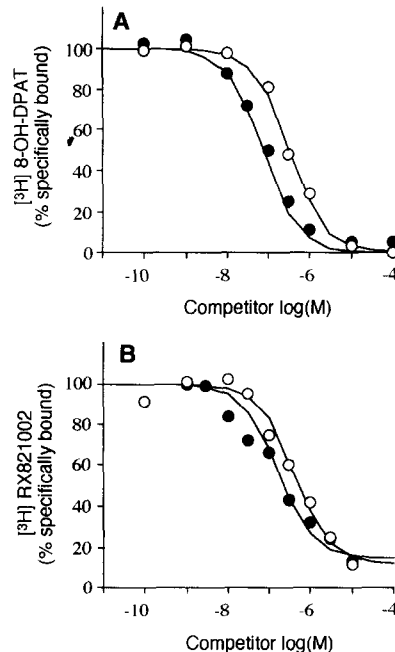 A
[³H] 8-OH-DPAT
(% specifically bound)
100
80
60
40
20
0
-10
-8
-6
-4
Competitor log(M)
B
[³H] RX821002
(% specifically bound)
100
80
60
40
20
0
-10
-8
-6
-4
Competitor log(M)